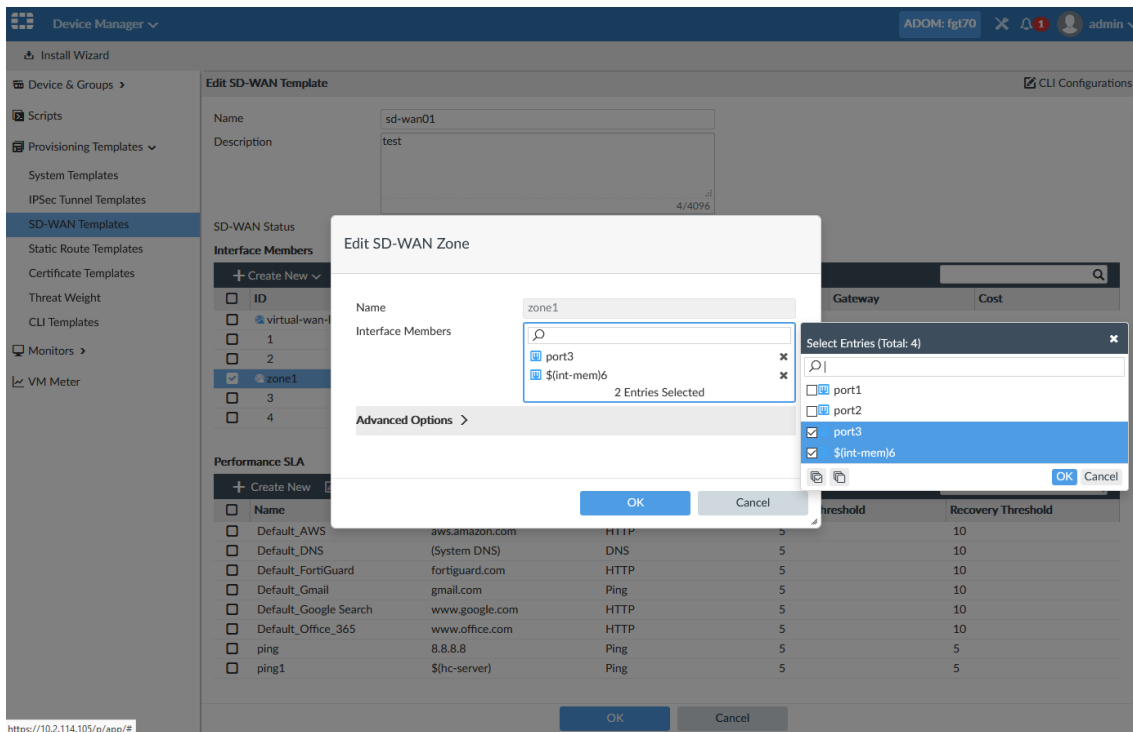 Device Manager
ADOM: fgt70
1
admin
Install Wizard
Device & Groups
Scripts
Provisioning Templates
System Templates
IPSec Tunnel Templates
SD-WAN Templates
Static Route Templates
Certificate Templates
Threat Weight
CLI Templates
Monitors
VM Meter
Edit SD-WAN Template
CLI Configurations
Name
sd-wan01
Description
test
4/4096
SD-WAN Status
Interface Members
Create New
ID
Gateway
Cost
virtual-wan-l
1
2
zone1
3
4
Edit SD-WAN Zone
Name
zone1
Interface Members
port3
$(int-mem)6
2 Entries Selected
Advanced Options
OK
Cancel
Select Entries (Total: 4)
port1
port2
port3
$(int-mem)6
OK
Cancel
Performance SLA
Create New
Name
hreshold
Recovery Threshold
Default_AWS aws.amazon.com HTTP 5 10
Default_DNS (System DNS) DNS 5 10
Default_FortiGuard fortiguard.com HTTP 5 10
Default_Gmail gmail.com Ping 5 10
Default_Google Search www.google.com HTTP 5 10
Default_Office_365 www.office.com HTTP 5 10
ping 8.8.8.8 Ping 5 5
ping1 $(hc-server) Ping 5 5
OK
Cancel
https://10.2.114.105/p/app/#